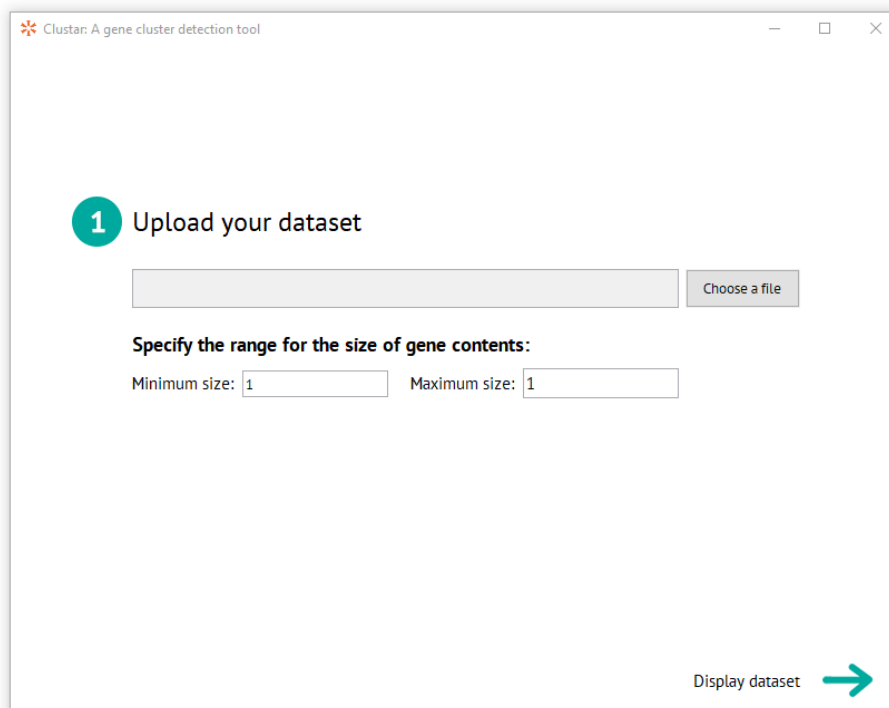 Clustar: A gene cluster detection tool
1 Upload your dataset
Choose a file
Specify the range for the size of gene contents:
Minimum size: 1 Maximum size: 1
Display dataset